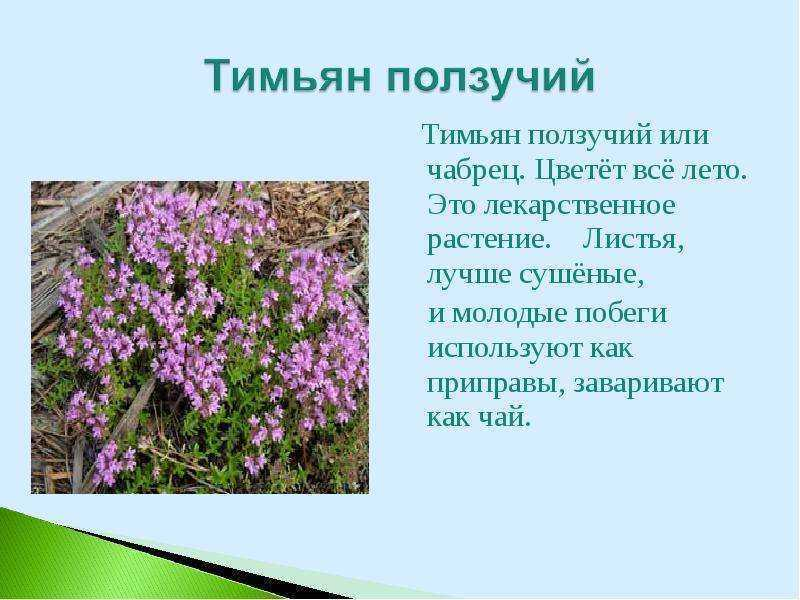 Тимьян ползучий
Тимьян ползучий или
чабрец. Цветёт всё лето.
Это лекарственное
растение. Листья,
лучше сушёные,
и молодые побеги
используют как
приправы, заваривают
как чай.